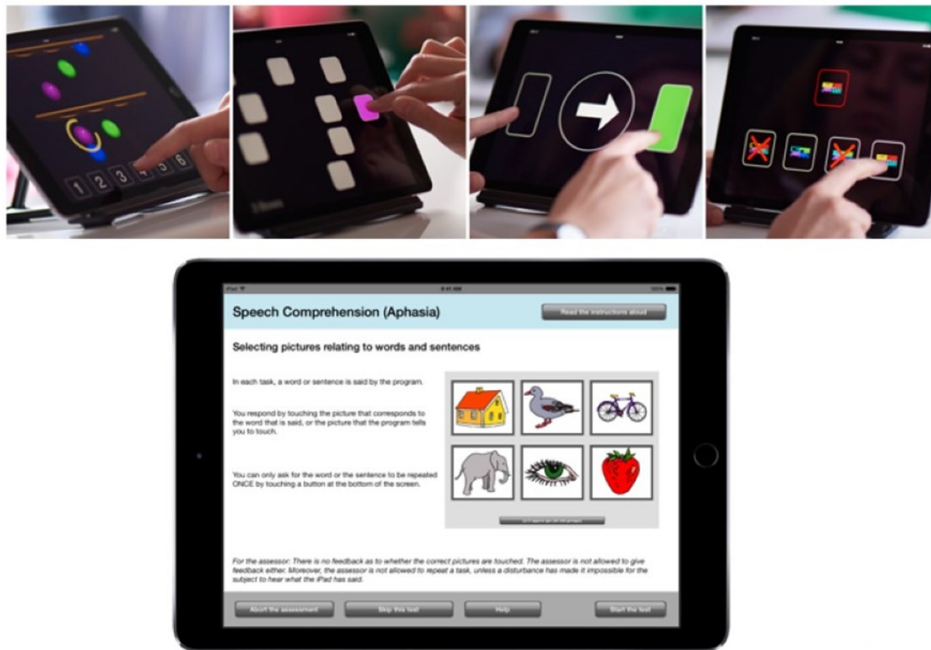 1 2 3 4 5 6
iPad
9:41 AM
100%
Speech Comprehension (Aphasia)
Read the instructions aloud
Selecting pictures relating to words and sentences
In each task, a word or sentence is said by the program.
You respond by touching the picture that corresponds to
the word that is said, or the picture that the program tells
you to touch.
You can only ask for the word or the sentence to be repeated
ONCE by touching a button at the bottom of the screen.
For the assessor: There is no feedback as to whether the correct pictures are touched. The assessor is not allowed to give
feedback either. Moreover, the assessor is not allowed to repeat a task, unless a disturbance has made it impossible for the
subject to hear what the iPad has said.
Abort the assessment
Skip this test
Help
Start the test